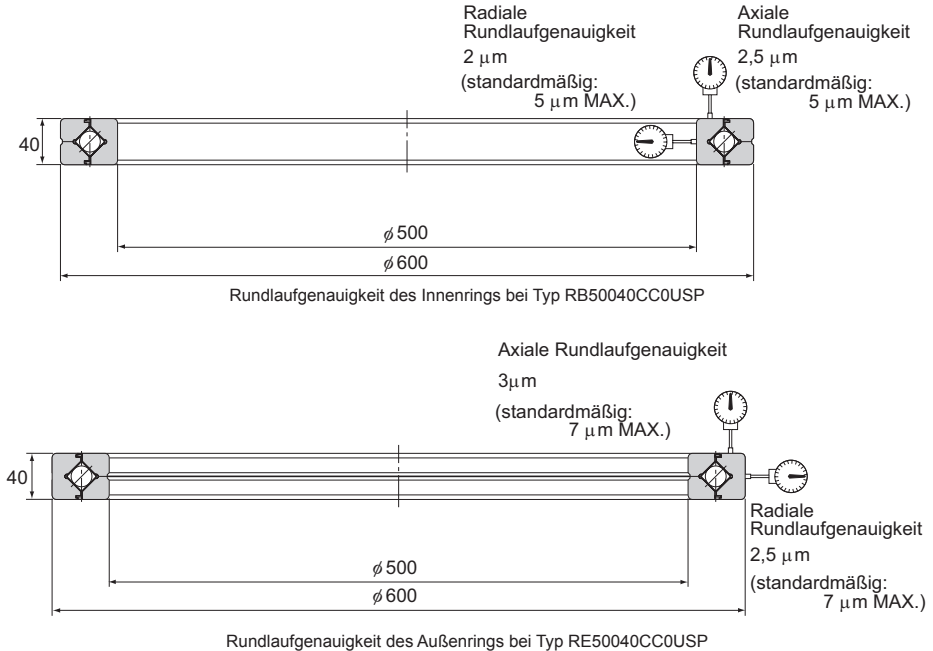 Radiale
Rundlaufgenauigkeit
2 μm
(standardmäßig:
5 μm MAX.)
Axiale
Rundlaufgenauigkeit
2,5 μm
(standardmäßig:
5 μm MAX.)
40
ϕ500
ϕ600
Rundlaufgenauigkeit des Innenrings bei Typ RB50040CC0USP
Axiale Rundlaufgenauigkeit
3μm
(standardmäßig:
7 μm MAX.)
40
Radiale
Rundlaufgenauigkeit
2,5 μm
(standardmäßig:
7 μm MAX.)
ϕ500
ϕ600
Rundlaufgenauigkeit des Außenrings bei Typ RE50040CC0USP